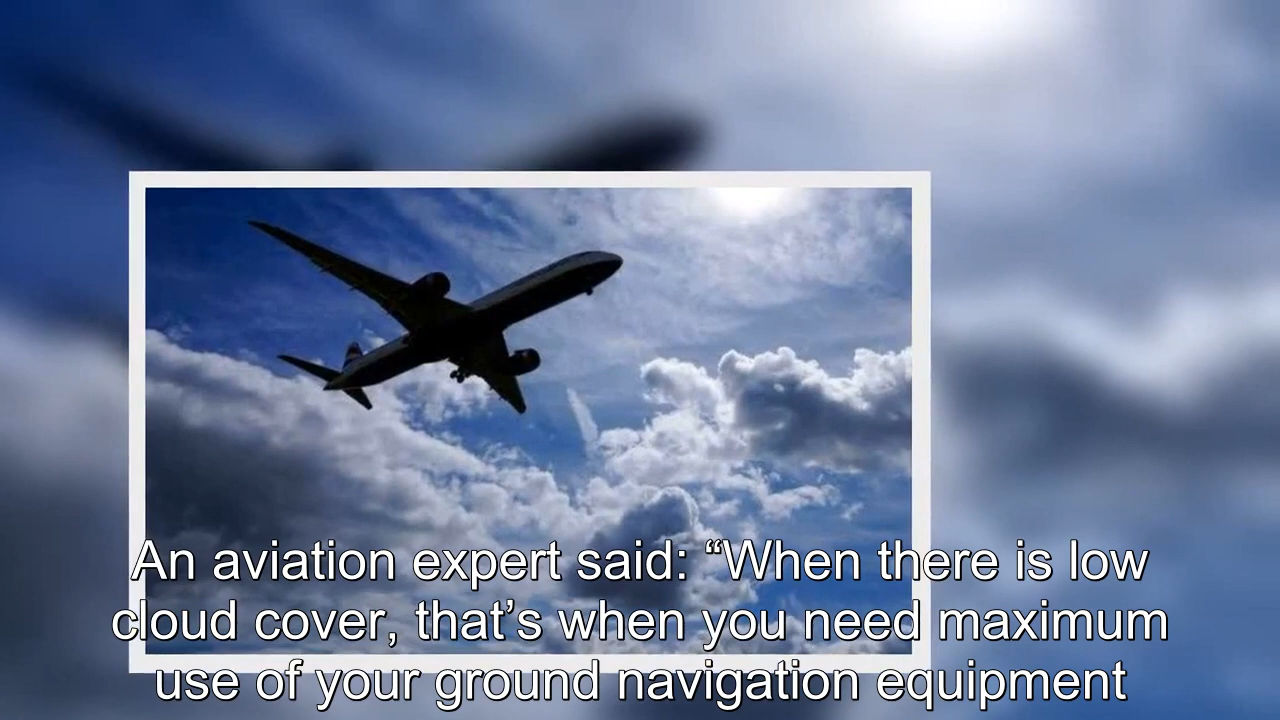 An aviation expert said: “When there is low
cloud cover, that’s when you need maximum
use of your ground navigation equipment